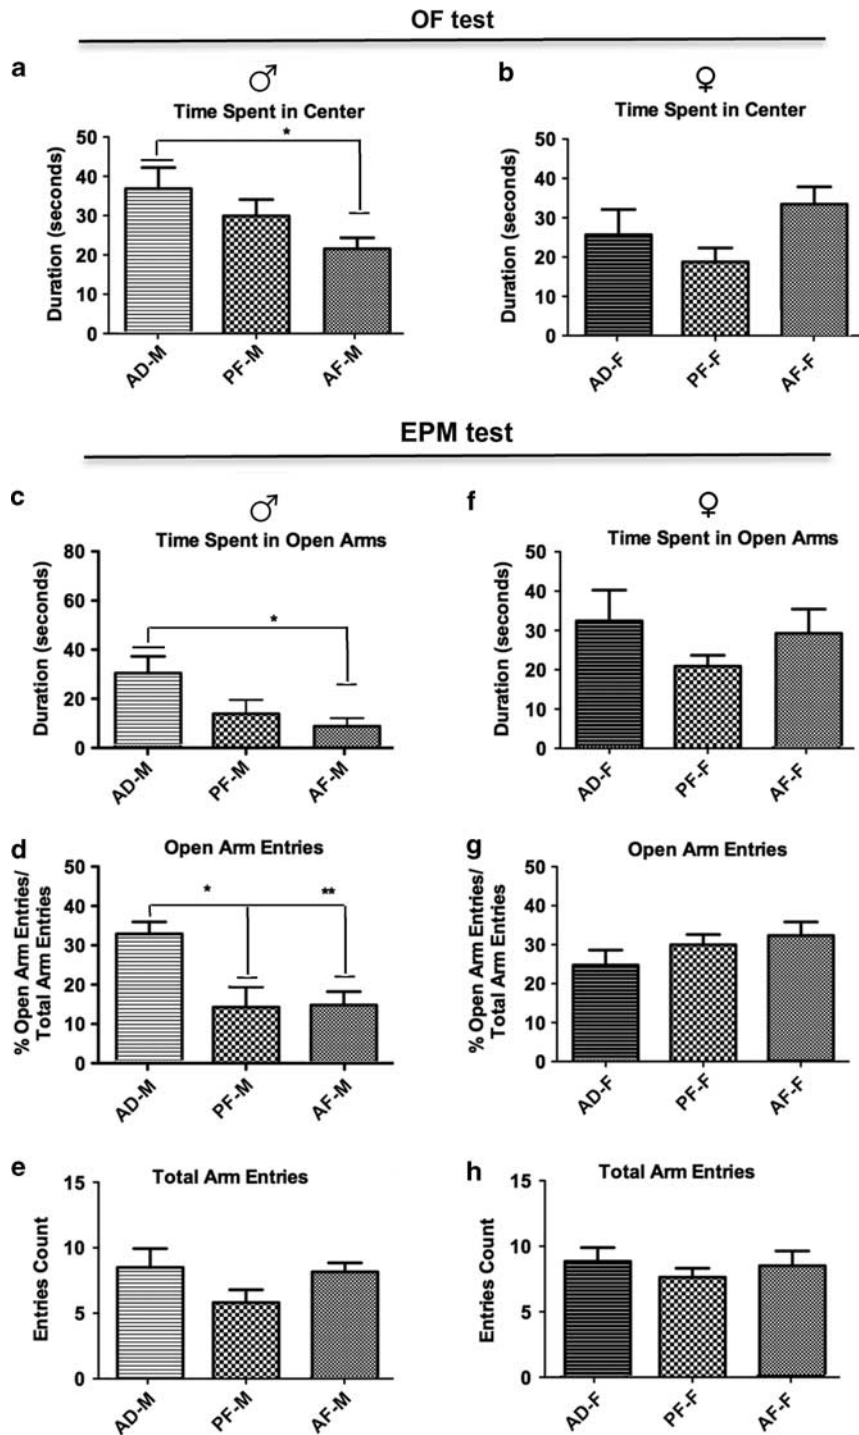 OF test
a
♂
Time Spent in Center
Duration (seconds)
50
40
30
20
10
0
*
AD-M
PF-M
AF-M
b
♀
Time Spent in Center
Duration (seconds)
50
40
30
20
10
0
AD-F
PF-F
AF-F
EPM test
c
♂
Time Spent in Open Arms
Duration (seconds)
80
60
40
20
0
*
AD-M
PF-M
AF-M
f
♀
Time Spent in Open Arms
Duration (seconds)
50
40
30
20
10
0
AD-F
PF-F
AF-F
d
Open Arm Entries
% Open Arm Entries/
Total Arm Entries
50
40
30
20
10
0
*
**
AD-M
PF-M
AF-M
g
Open Arm Entries
% Open Arm Entries/
Total Arm Entries
50
40
30
20
10
0
AD-F
PF-F
AF-F
e
Total Arm Entries
Entries Count
15
10
5
0
AD-M
PF-M
AF-M
h
Total Arm Entries
Entries Count
15
10
5
0
AD-F
PF-F
AF-F